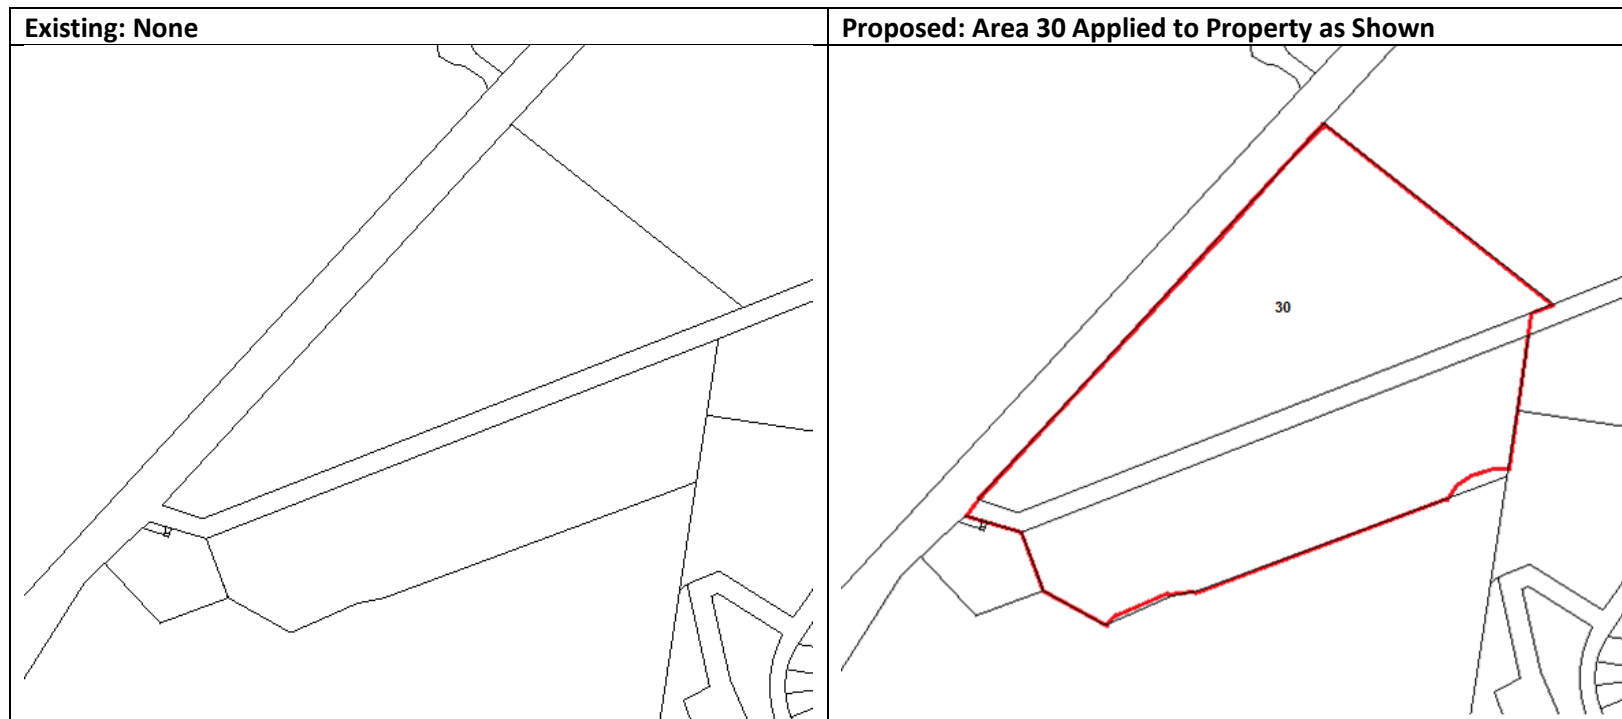 Existing: None
Proposed: Area 30 Applied to Property as Shown
30